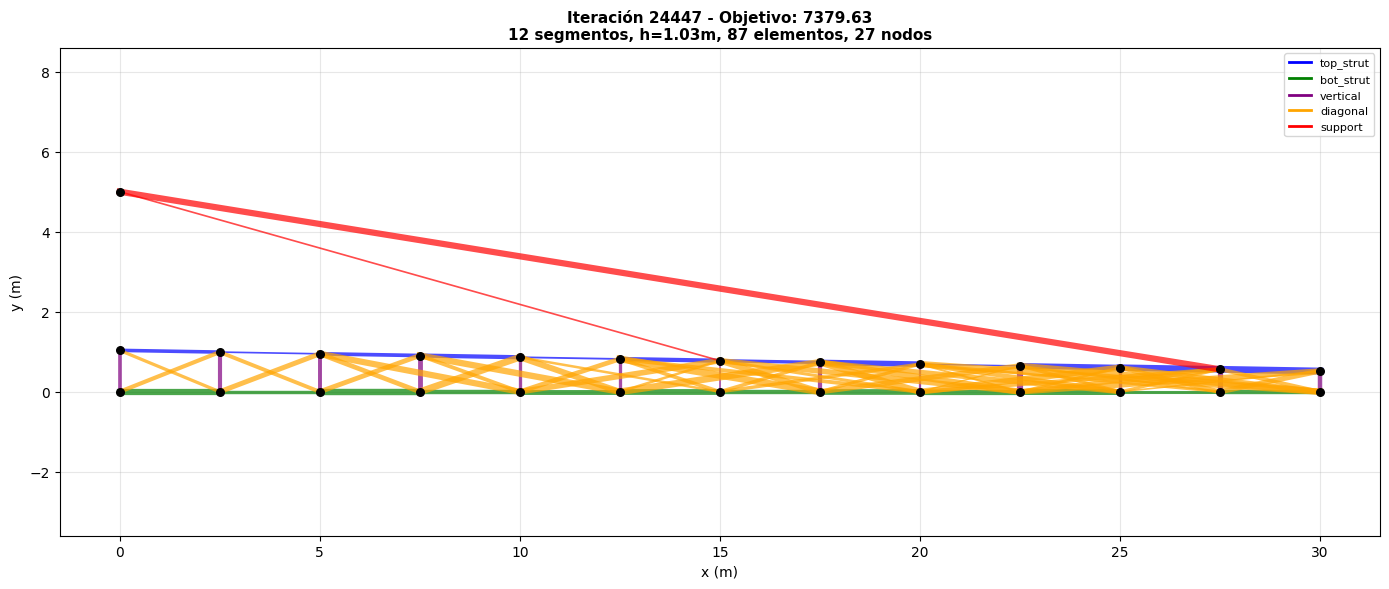 Iteración 24447 - Objetivo: 7379.63
12 segmentos, h=1.03m, 87 elementos, 27 nodos
top_strut
bot_strut
vertical
diagonal
support
8
6
4
2
0
−2
y (m)
0 5 10 15 20 25 30
x (m)